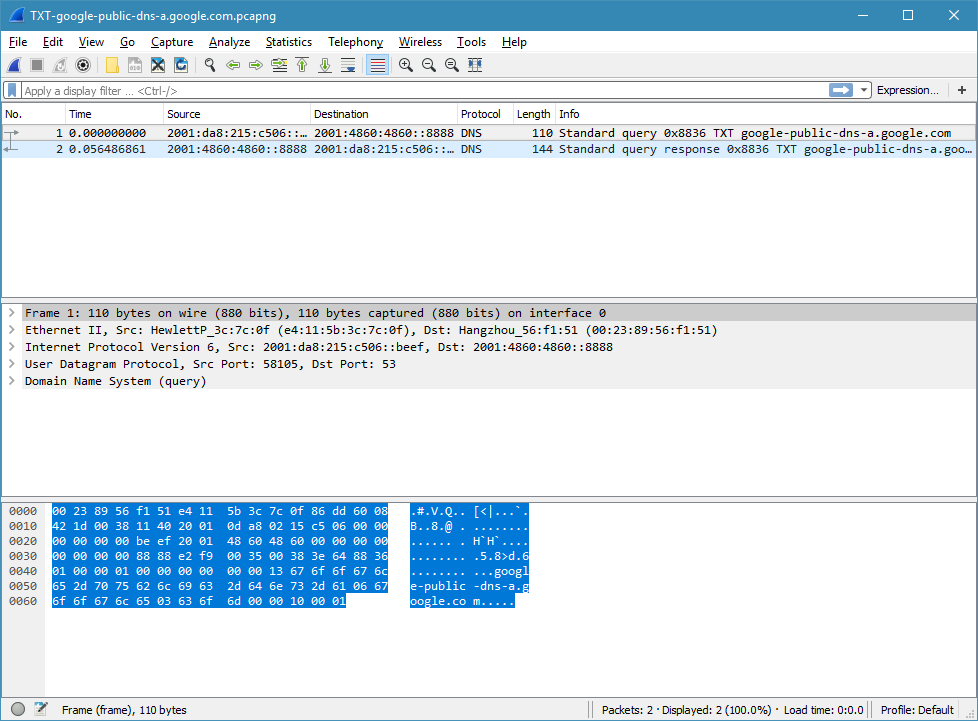 TXT-google-public-dns-a.google.com.pcapng
File Edit View Go Capture Analyze Statistics Telephony Wireless Tools Help
Apply a display filter ... <Ctrl-/> Expression... +
No. Time Source Destination Protocol Length Info
1 0.000000000 2001:da8:215:c506::… 2001:4860:4860::8888 DNS 110 Standard query 0x8836 TXT google-public-dns-a.google.com
2 0.056486861 2001:4860:4860::8888 2001:da8:215:c506::… DNS 144 Standard query response 0x8836 TXT google-public-dns-a.goo…
Frame 1: 110 bytes on wire (880 bits), 110 bytes captured (880 bits) on interface 0
Ethernet II, Src: HewlettP_3c:7c:0f (e4:11:5b:3c:7c:0f), Dst: Hangzhou_56:f1:51 (00:23:89:56:f1:51)
Internet Protocol Version 6, Src: 2001:da8:215:c506::beef, Dst: 2001:4860:4860::8888
User Datagram Protocol, Src Port: 58105, Dst Port: 53
Domain Name System (query)
0000 00 23 89 56 f1 51 e4 11 5b 3c 7c 0f 86 dd 60 08 .#.V.Q.. [<|...`.
0010 42 1d 00 38 11 40 20 01 0d a8 02 15 c5 06 00 00 B..8.@ . ........
0020 00 00 00 00 be ef 20 01 48 60 48 60 00 00 00 00 ...... . H`H`....
0030 00 00 00 00 88 88 e2 f9 00 35 00 38 3e 64 88 36 ........ .5.8>d.6
0040 01 00 00 01 00 00 00 00 00 00 13 67 6f 6f 67 6c ........ ...googl
0050 65 2d 70 75 62 6c 69 63 2d 64 6e 73 2d 61 06 67 e-public -dns-a.g
0060 6f 6f 67 6c 65 03 63 6f 6d 00 00 10 00 01 oogle.co m.....
Frame (frame), 110 bytes Packets: 2 · Displayed: 2 (100.0%) · Load time: 0:0.0 Profile: Default